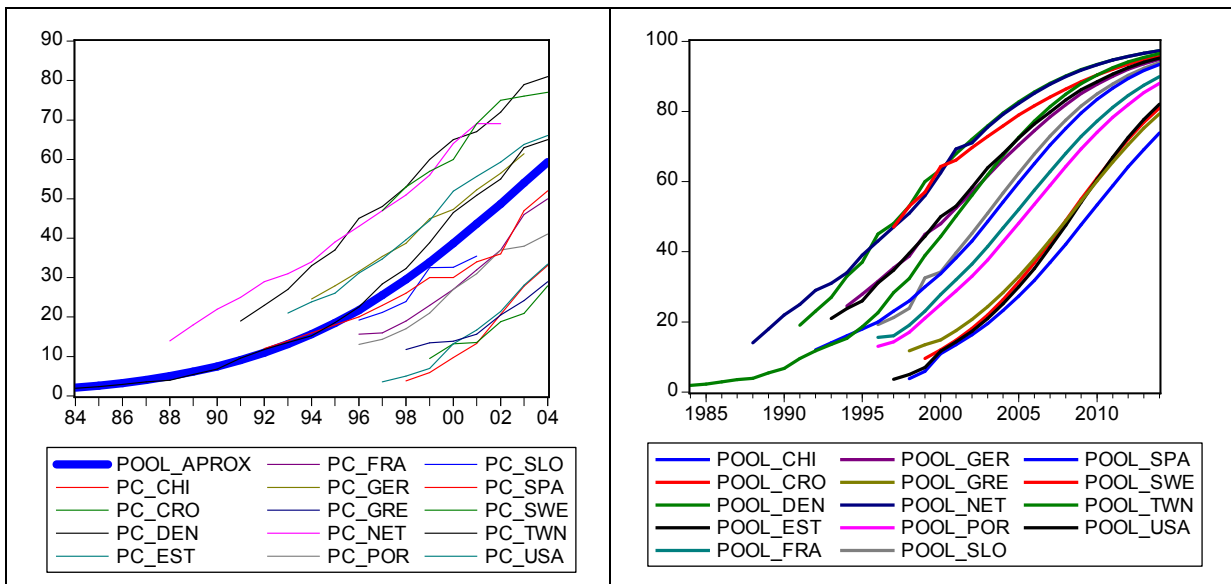 90
80
70
60
50
40
30
20
10
0
84 86 88 90 92 94 96 98 00 02 04
POOL_APROX PC_FRA PC_SLO
PC_CHI PC_GER PC_SPA
PC_CRO PC_GRE PC_SWE
PC_DEN PC_NET PC_TWN
PC_EST PC_POR PC_USA
100
80
60
40
20
0
1985 1990 1995 2000 2005 2010
POOL_CHI POOL_GER POOL_SPA
POOL_CRO POOL_GRE POOL_SWE
POOL_DEN POOL_NET POOL_TWN
POOL_EST POOL_POR POOL_USA
POOL_FRA POOL_SLO